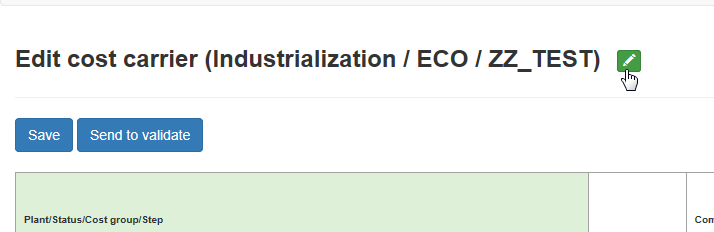 Edit cost carrier (Industrialization / ECO / ZZ_TEST)
Save Send to validate
Plant/Status/Cost group/Step